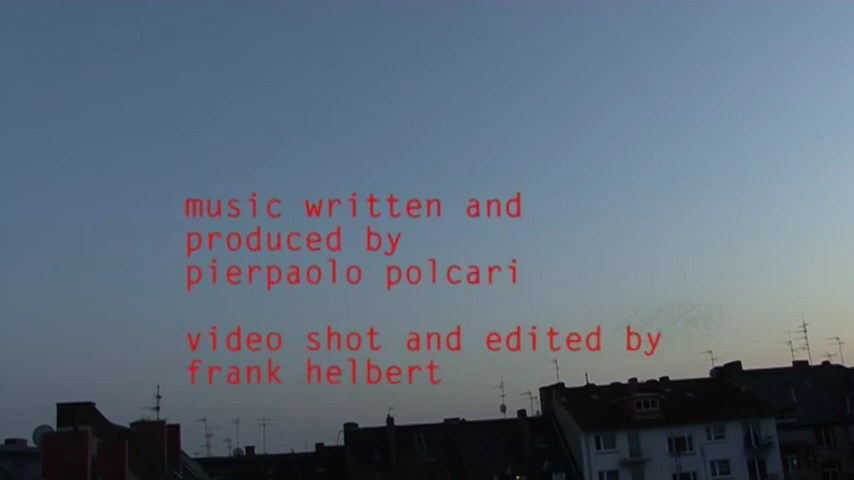 music written and
produced by
pierpaolo polcari
video shot and edited by
frank helbert